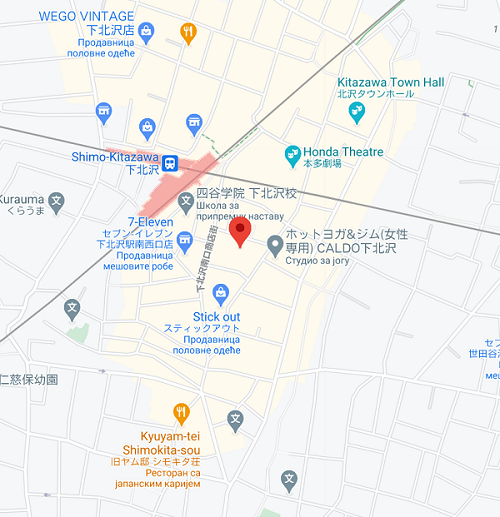 WEGO VINTAGE
下北沢店
Продавница
половне одеће
Kitazawa Town Hall
北沢タウンホール
Shimo-Kitazawa
下北沢
Honda Theatre
本多劇場
Kurauma
くらうま
四谷学院 下北沢校
Школа за
припремну наставу
7-Eleven
セブン-イレブン
下北沢駅南西口店
Продавница
мешовите робе
下北沢南口商店街
ホットヨガ&ジム(女性
専用) CALDO下北沢
Студио за јогу
Stick out
スティックアウト
Продавница
половне одеће
仁慈保幼園
Kyuyam-tei
Shimokita-sou
旧ヤム邸 シモキタ荘
Ресторан са
јапанским каријем
セブ
世田谷
мешо